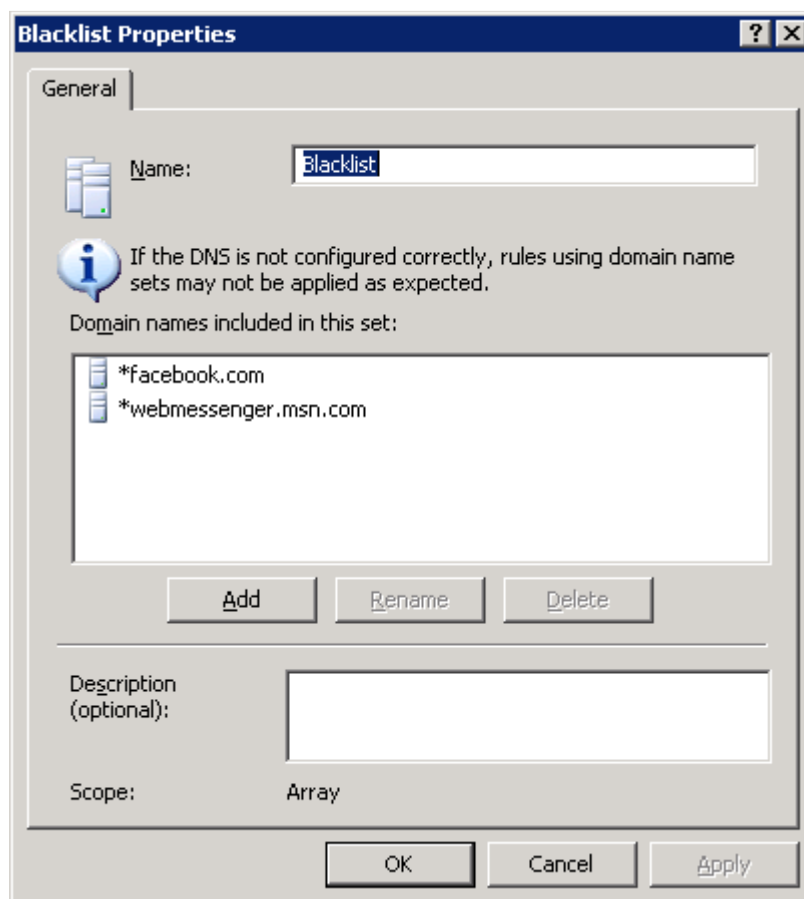 Blacklist Properties
General
Name: Blacklist
If the DNS is not configured correctly, rules using domain name
sets may not be applied as expected.
Domain names included in this set:
*facebook.com
*webmessenger.msn.com
Add Rename Delete
Description
(optional):
Scope: Array
OK Cancel Apply